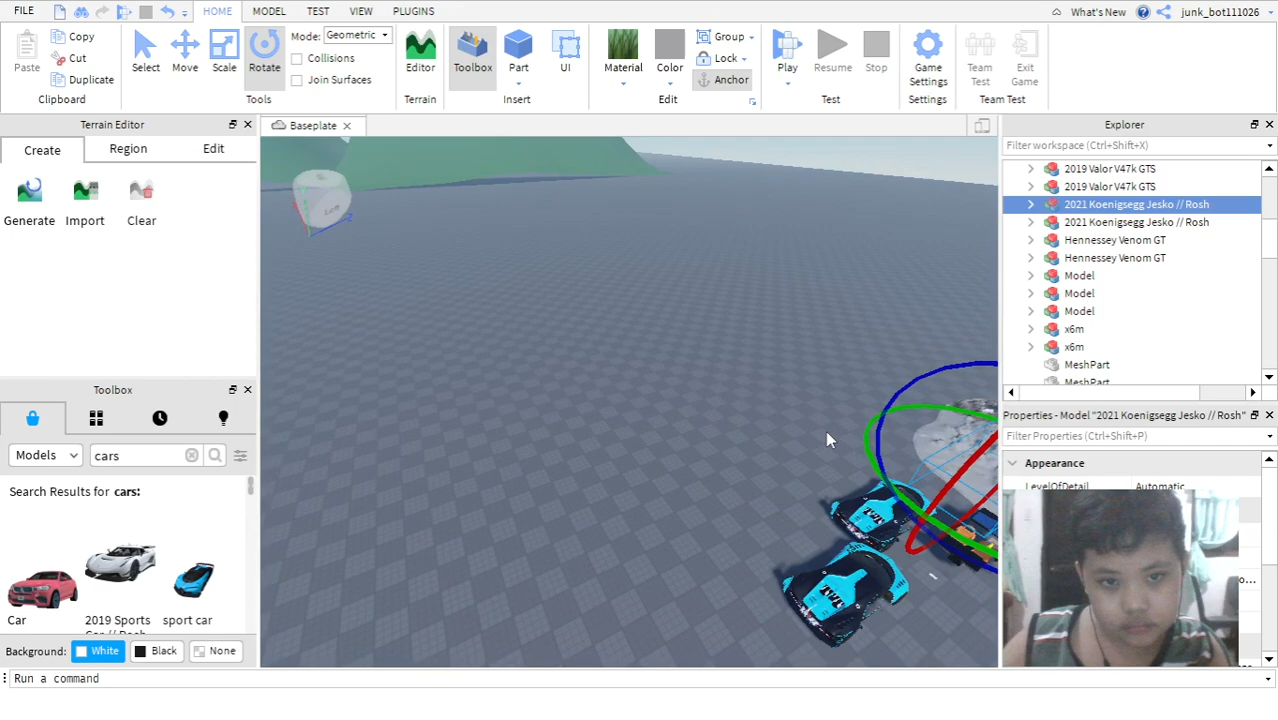 FILE HOME MODEL TEST VIEW PLUGINS What's New junk_bot111026
Paste Copy Cut Duplicate Select Move Scale Rotate Mode: Geometric Collisions Join Surfaces Editor Toolbox Part UI Material Color Group Lock Anchor Play Resume Stop Game Settings Team Test Exit Game
Clipboard Tools Terrain Insert Edit Test Settings Team Test
Terrain Editor
Create Region Edit
Generate Import Clear
Toolbox
Models cars
Search Results for cars:
Car 2019 Sports sport car
Background: White Black None
Run a command
Baseplate
Explorer
Filter workspace (Ctrl+Shift+X)
2019 Valor V47k GTS
2019 Valor V47k GTS
2021 Koenigsegg Jesko // Rosh
2021 Koenigsegg Jesko // Rosh
Hennessey Venom GT
Hennessey Venom GT
Model
Model
Model
x6m
x6m
MeshPart
MeshPart
Properties - Model "2021 Koenigsegg Jesko // Rosh"
Filter Properties (Ctrl+Shift+P)
Appearance
LevelOfDetail Automatic